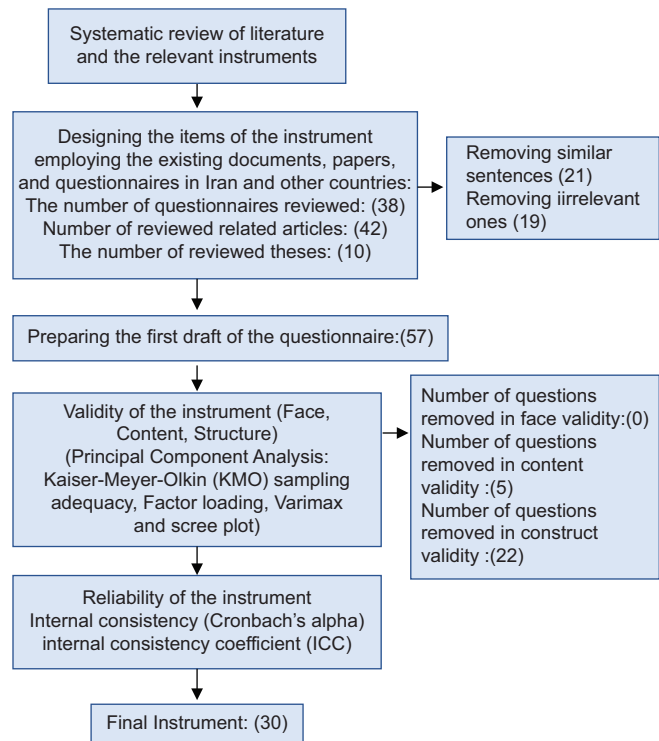 Systematic review of literature
and the relevant instruments
Designing the items of the instrument
employing the existing documents, papers,
and questionnaires in Iran and other countries:
The number of questionnaires reviewed: (38)
Number of reviewed related articles: (42)
The number of reviewed theses: (10)
Removing similar
sentences (21)
Removing iirrelevant
ones (19)
Preparing the first draft of the questionnaire:(57)
Validity of the instrument (Face,
Content, Structure)
(Principal Component Analysis:
Kaiser-Meyer-Olkin (KMO) sampling
adequacy, Factor loading, Varimax
and scree plot)
Number of questions
removed in face validity:(0)
Number of questions
removed in content
validity :(5)
Number of questions
removed in construct
validity :(22)
Reliability of the instrument
Internal consistency (Cronbach's alpha)
internal consistency coefficient (ICC)
Final Instrument: (30)